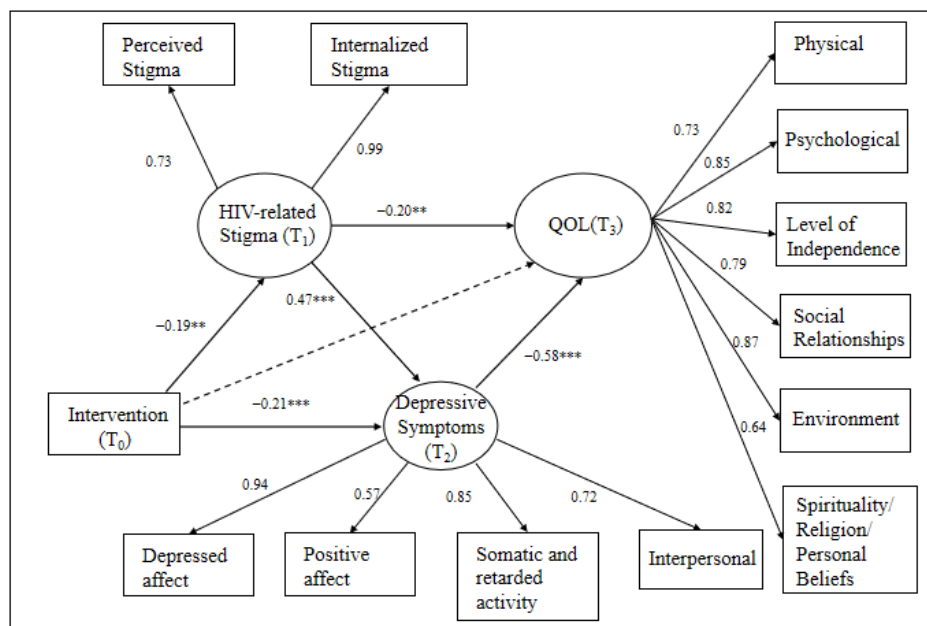 Perceived
Stigma
Internalized
Stigma
Physical
0.73
0.99
0.73
Psychological
0.85
HIV-related
Stigma (T1)
−0.20**
QOL(T3)
0.82
Level of
Independence
0.79
0.47***
Social
Relationships
−0.19**
0.87
−0.58***
Intervention
(T0)
−0.21***
Depressive
Symptoms
(T2)
Environment
0.64
0.94
0.57
0.85
0.72
Depressed
affect
Positive
affect
Somatic and
retarded
activity
Interpersonal
Spirituality/
Religion/
Personal
Beliefs